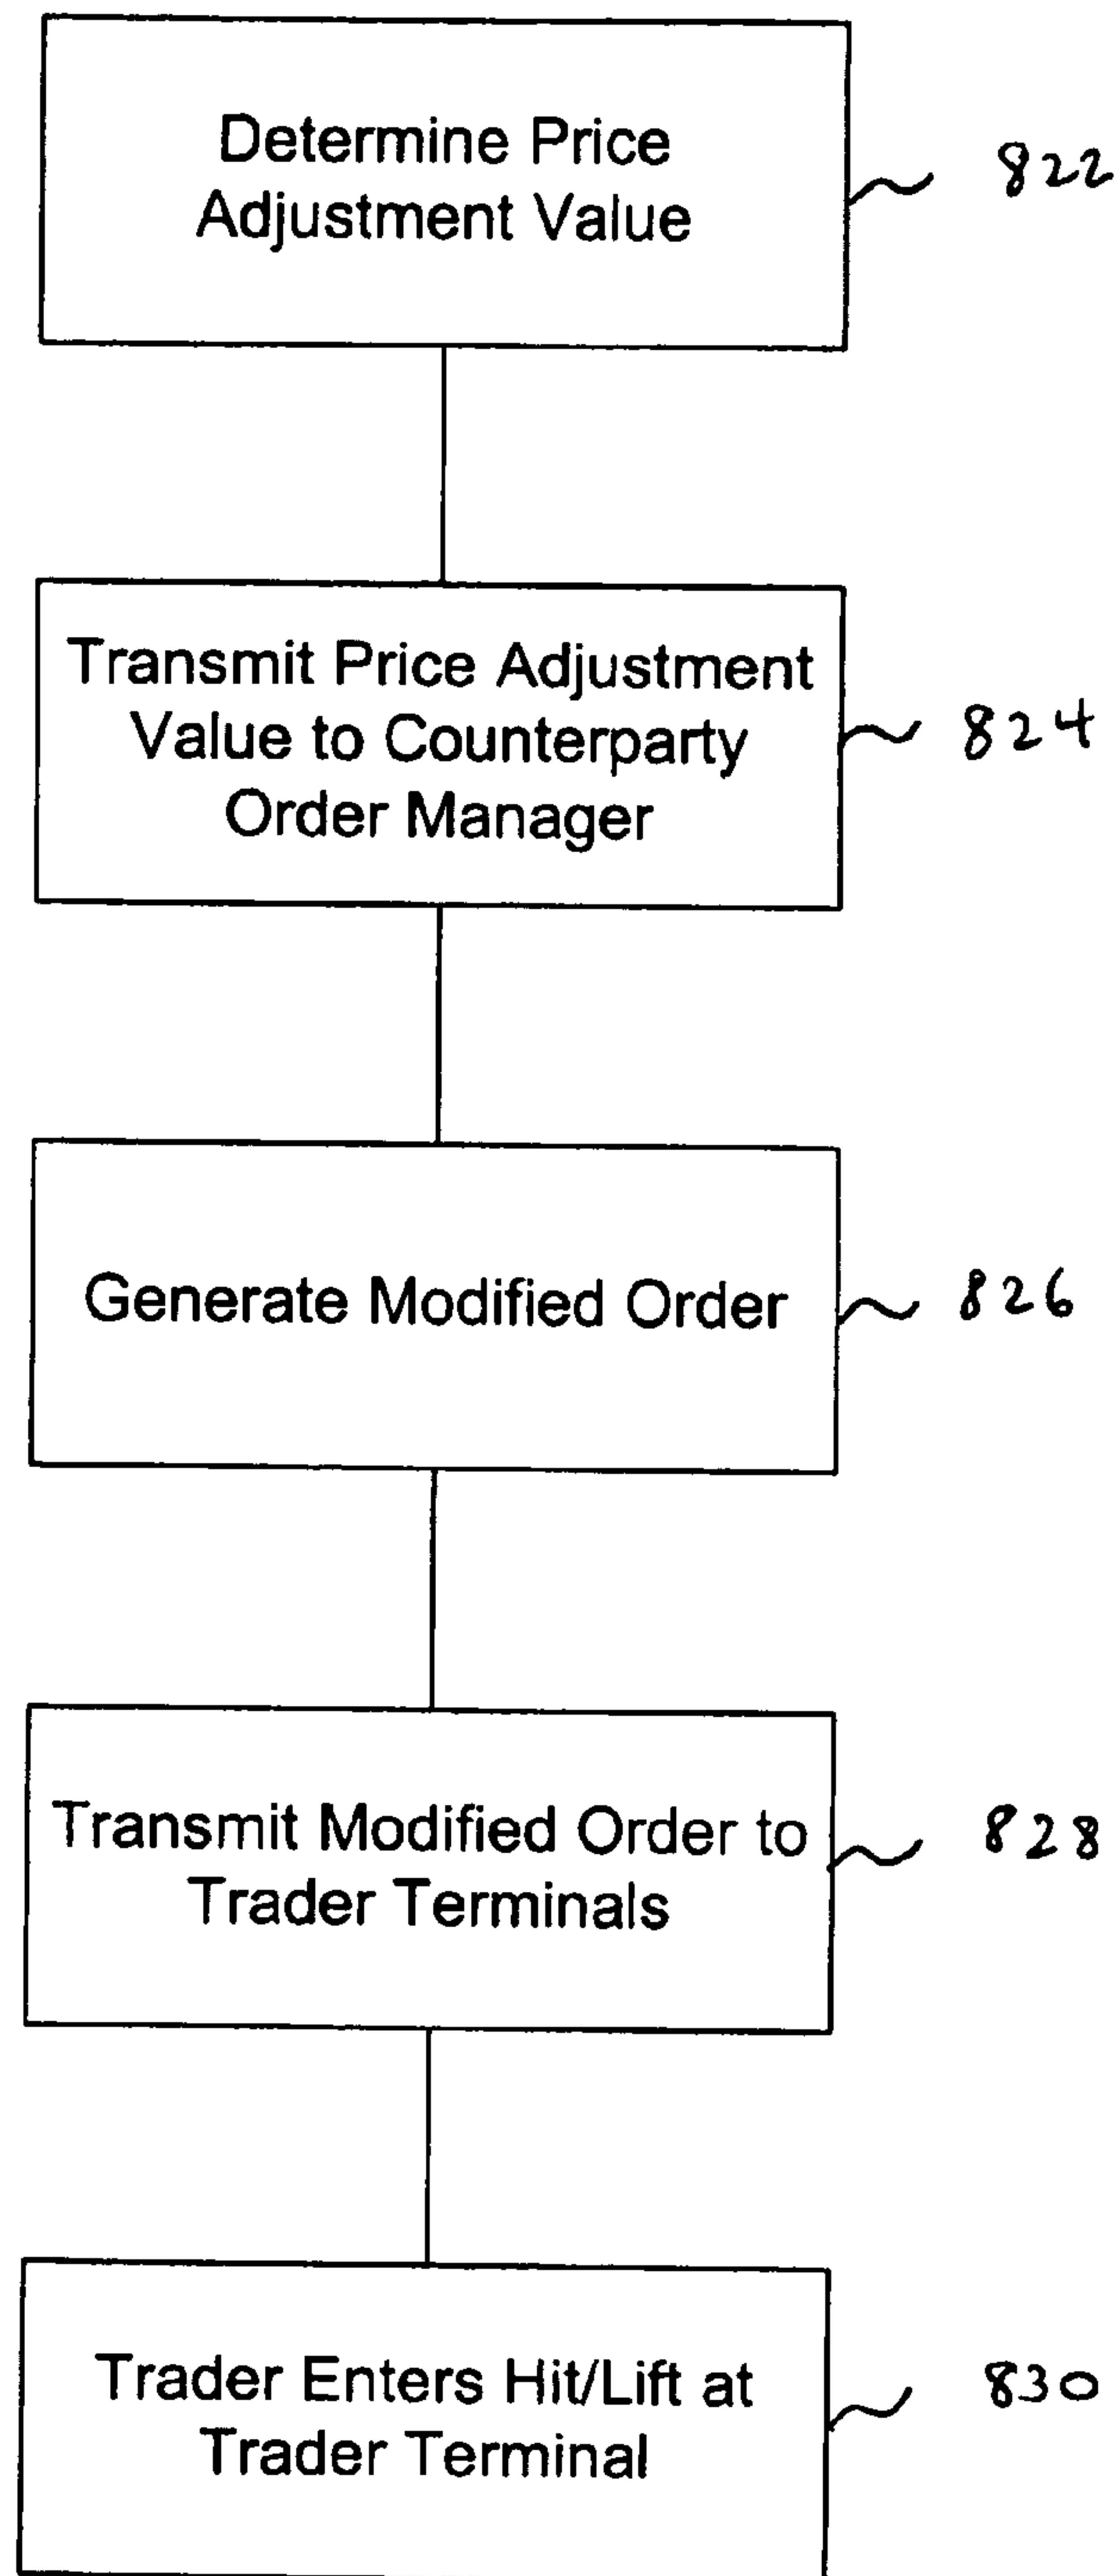 Determine Price
Adjustment Value
822
Transmit Price Adjustment
Value to Counterparty
Order Manager
824
Generate Modified Order
826
Transmit Modified Order to
Trader Terminals
828
Trader Enters Hit/Lift at
Trader Terminal
830